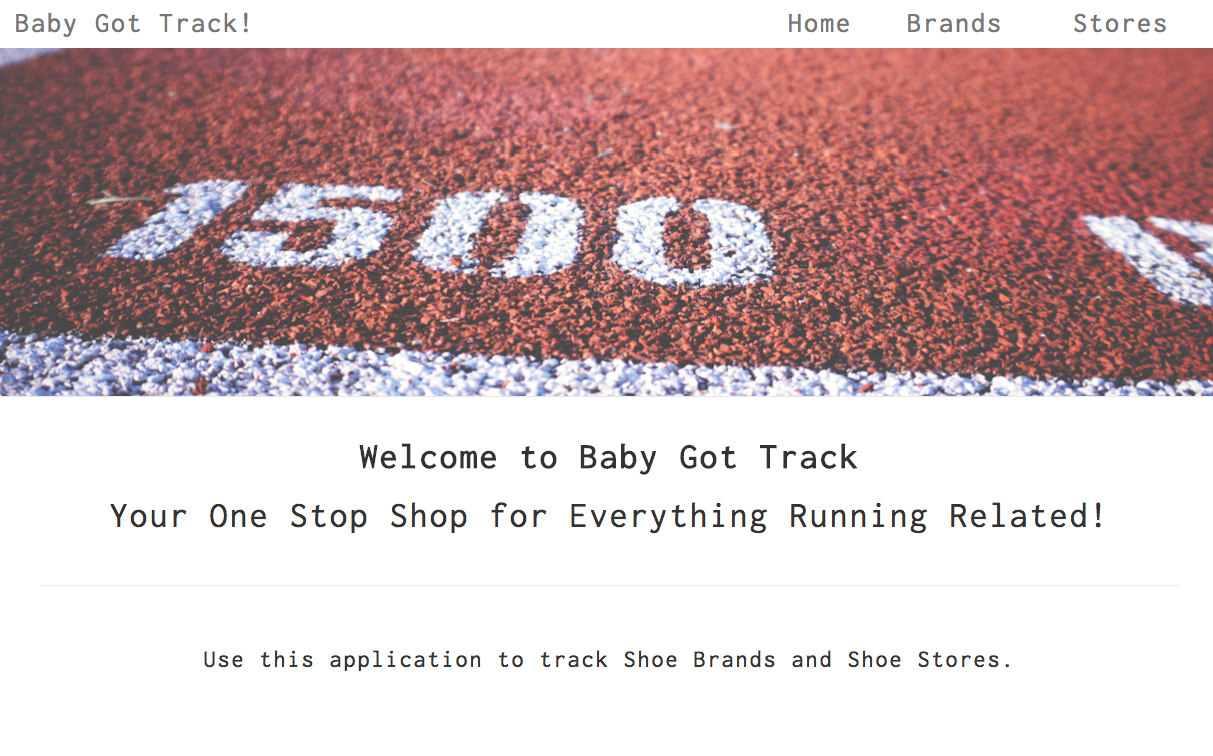 Baby Got Track! Home Brands Stores
1500
Welcome to Baby Got Track
Your One Stop Shop for Everything Running Related!
Use this application to track Shoe Brands and Shoe Stores.